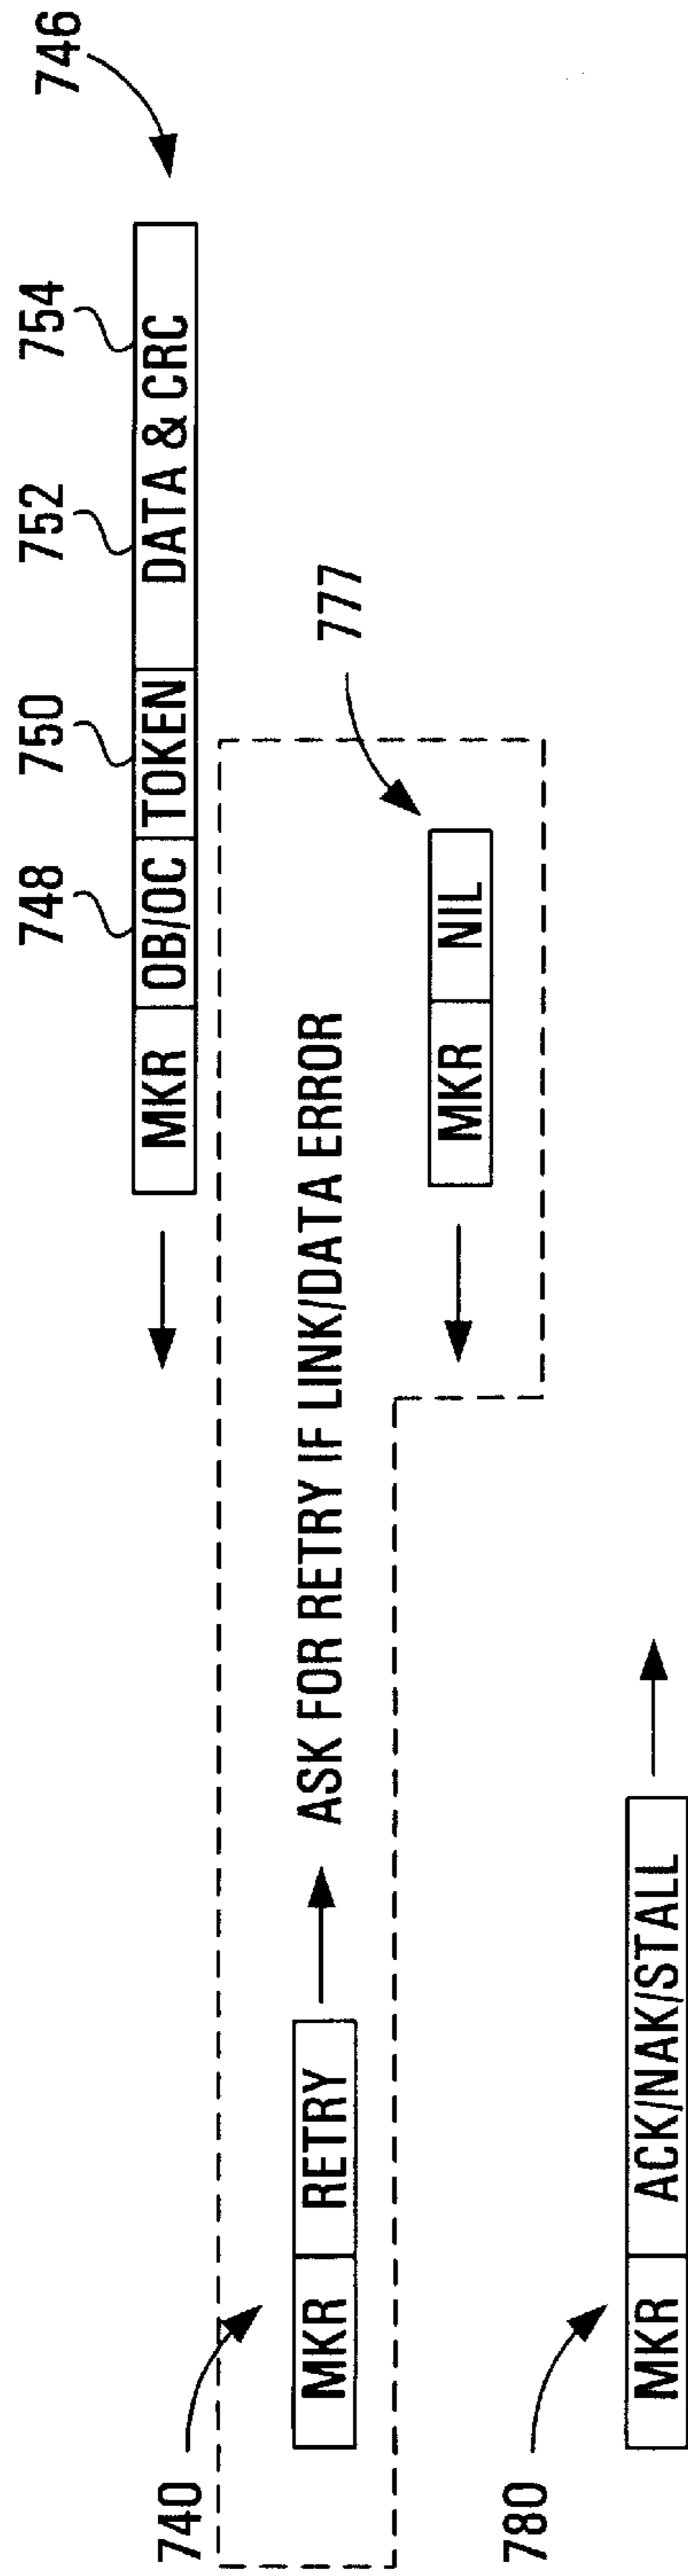 746
748 750 752 754
MKR OB/OC TOKEN DATA & CRC
740
MKR RETRY
ASK FOR RETRY IF LINK/DATA ERROR
777
MKR NIL
780
MKR ACK/NAK/STALL